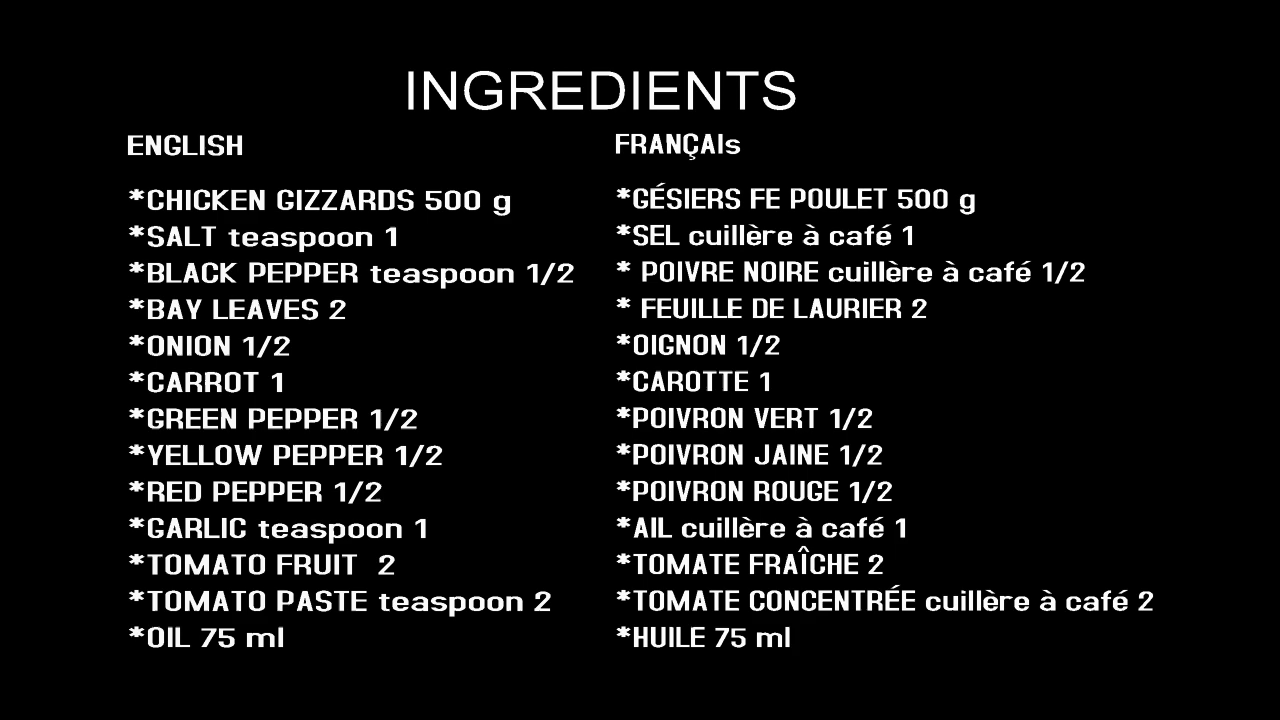 INGREDIENTS
ENGLISH
*CHICKEN GIZZARDS 500 g
*SALT teaspoon 1
*BLACK PEPPER teaspoon 1/2
*BAY LEAVES 2
*ONION 1/2
*CARROT 1
*GREEN PEPPER 1/2
*YELLOW PEPPER 1/2
*RED PEPPER 1/2
*GARLIC teaspoon 1
*TOMATO FRUIT  2
*TOMATO PASTE teaspoon 2
*OIL 75 ml
FRANÇAIs
*GÉSIERS FE POULET 500 g
*SEL cuillère à café 1
* POIVRE NOIRE cuillère à café 1/2
* FEUILLE DE LAURIER 2
*OIGNON 1/2
*CAROTTE 1
*POIVRON VERT 1/2
*POIVRON JAINE 1/2
*POIVRON ROUGE 1/2
*AIL cuillère à café 1
*TOMATE FRAÎCHE 2
*TOMATE CONCENTRÉE cuillère à café 2
*HUILE 75 ml